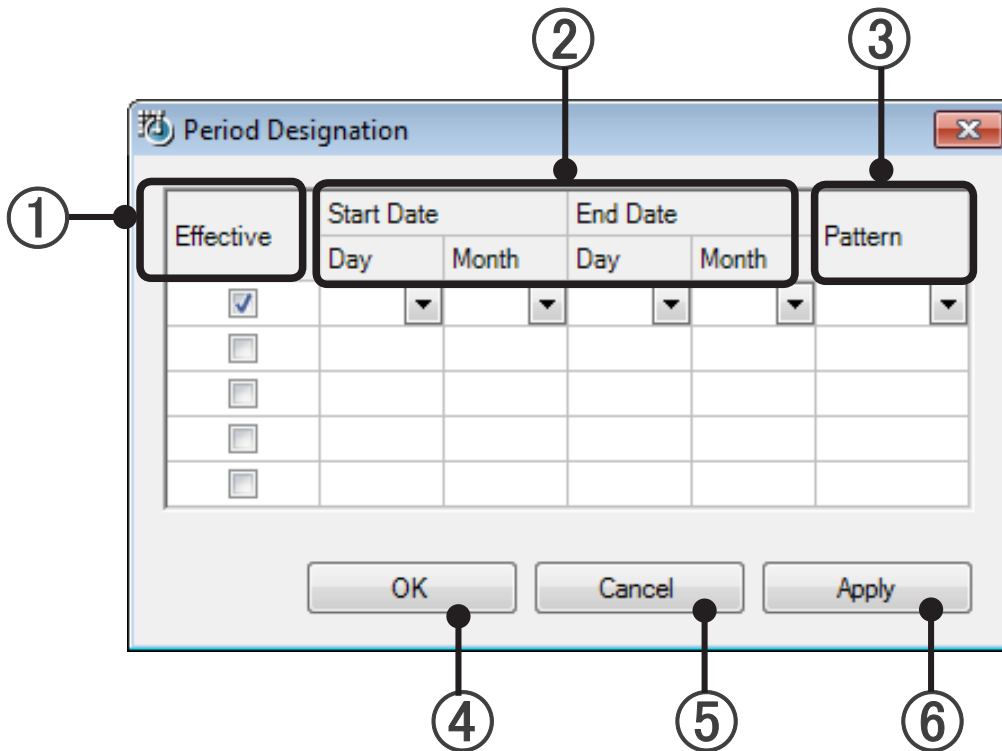 ② ③
Period Designation
①
Effective Start Date End Date Pattern
Day Month Day Month
OK Cancel Apply
④ ⑤ ⑥